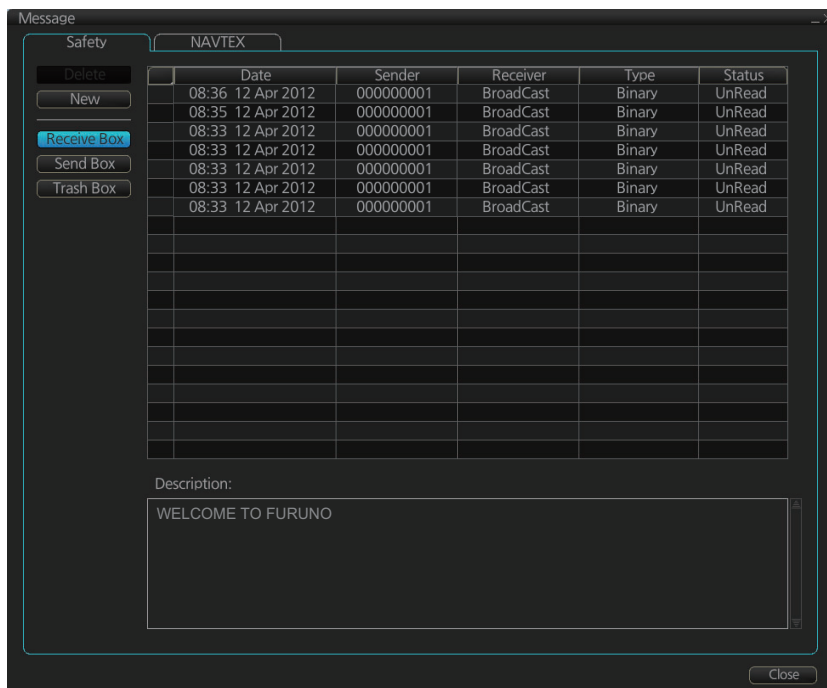 Message
Safety NAVTEX
Delete
New
Receive Box
Send Box
Trash Box
Date Sender Receiver Type Status
08:36 12 Apr 2012 000000001 BroadCast Binary UnRead
08:35 12 Apr 2012 000000001 BroadCast Binary UnRead
08:33 12 Apr 2012 000000001 BroadCast Binary UnRead
08:33 12 Apr 2012 000000001 BroadCast Binary UnRead
08:33 12 Apr 2012 000000001 BroadCast Binary UnRead
08:33 12 Apr 2012 000000001 BroadCast Binary UnRead
08:33 12 Apr 2012 000000001 BroadCast Binary UnRead
Description:
WELCOME TO FURUNO
Close